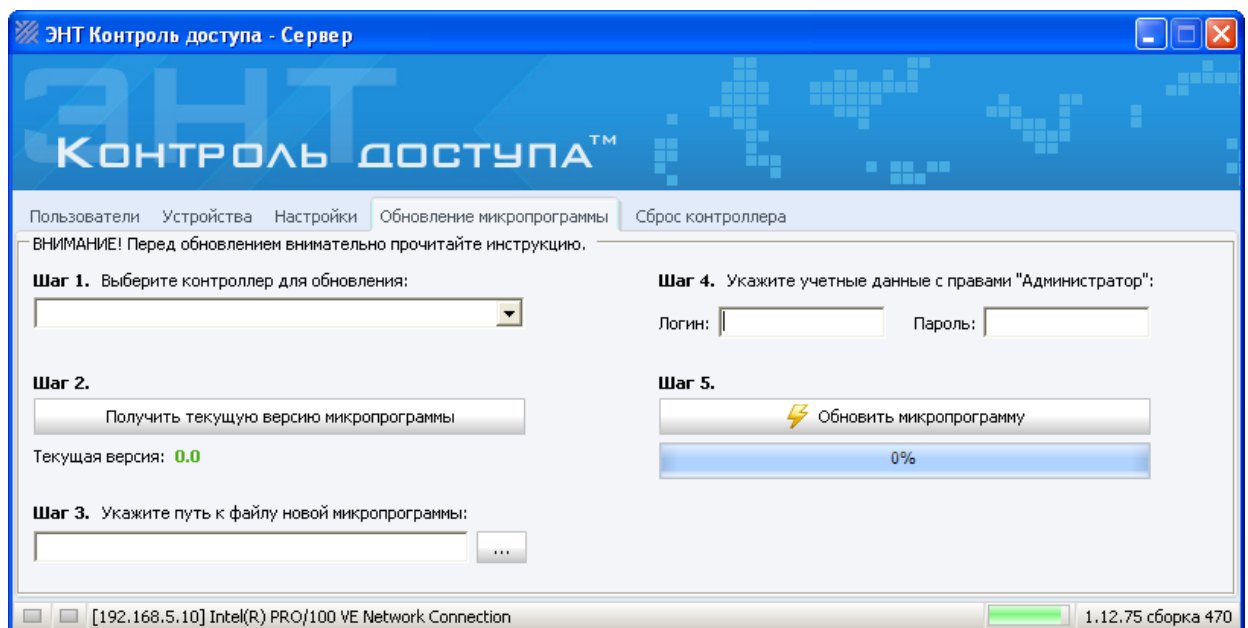 ЭНТ Контроль доступа - Сервер
ЭНТ
КОНТРОЛЬ ДОСТУПА™
Пользователи Устройства Настройки Обновление микропрограммы Сброс контроллера
ВНИМАНИЕ! Перед обновлением внимательно прочитайте инструкцию.
Шаг 1. Выберите контроллер для обновления:
Шаг 2.
Получить текущую версию микропрограммы
Текущая версия: 0.0
Шаг 3. Укажите путь к файлу новой микропрограммы:
...
Шаг 4. Укажите учетные данные с правами "Администратор":
Логин: Пароль:
Шаг 5.
Обновить микропрограмму
0%
[192.168.5.10] Intel(R) PRO/100 VE Network Connection 1.12.75 сборка 470